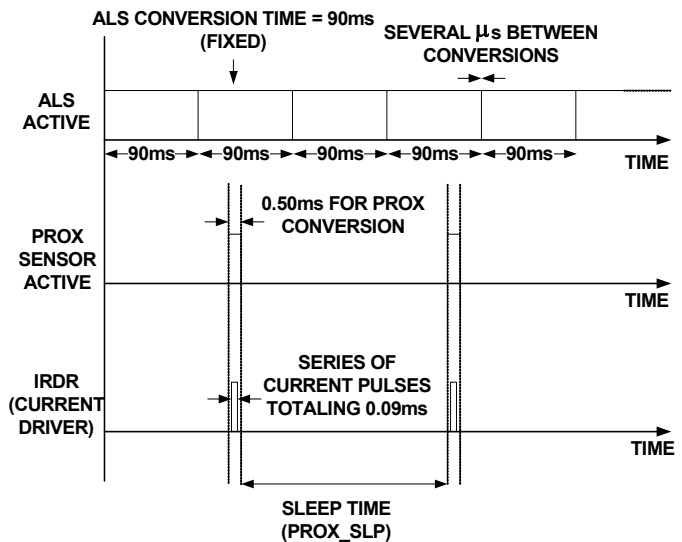 ALS CONVERSION TIME = 90ms
(FIXED)
SEVERAL μs BETWEEN
CONVERSIONS
ALS
ACTIVE
90ms
90ms
90ms
90ms
90ms
TIME
0.50ms FOR PROX
CONVERSION
PROX
SENSOR
ACTIVE
TIME
IRDR
(CURRENT
DRIVER)
SERIES OF
CURRENT PULSES
TOTALING 0.09ms
TIME
SLEEP TIME
(PROX_SLP)